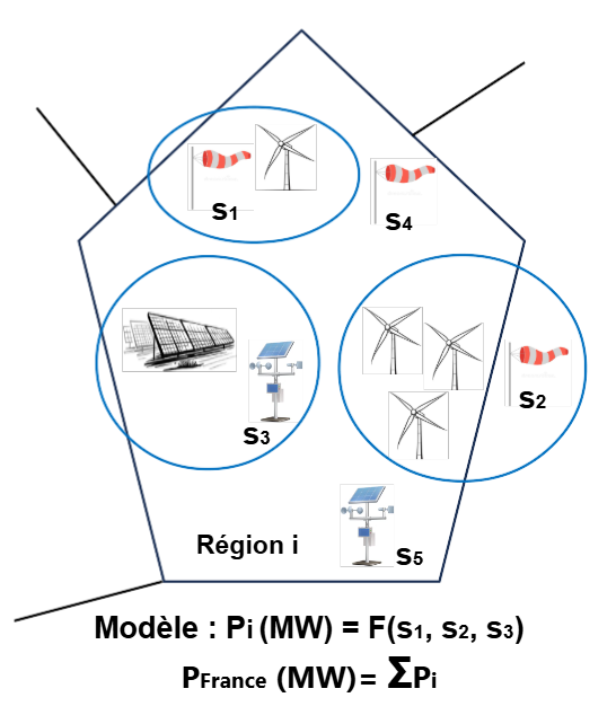 S₁
S₄
S₂
S₃
Région i
S₅
Modèle : Pi (MW) = F(s₁, s₂, s₃)
PFrance (MW) = ΣPi